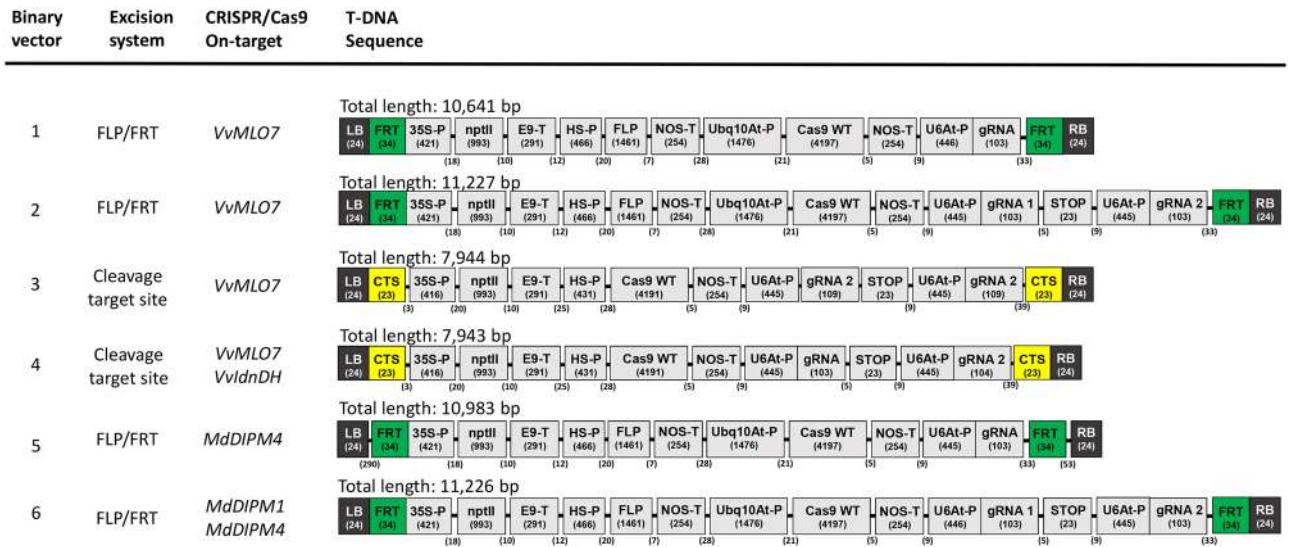 Binary Excision CRISPR/Cas9 T-DNA
vector system On-target Sequence
Total length: 10,641 bp
1 FLP/FRT VvMLO7
LB FRT 35S-P nptII E9-T HS-P FLP NOS-T Ubq10At-P Cas9 WT NOS-T U6At-P gRNA FRT RB
(24) (34) (421) (993) (291) (466) (1461) (254) (1476) (4197) (254) (446) (103) (34) (24)
(18) (10) (12) (20) (7) (28) (21) (5) (9) (33)
Total length: 11,227 bp
2 FLP/FRT VvMLO7
LB FRT 35S-P nptII E9-T HS-P FLP NOS-T Ubq10At-P Cas9 WT NOS-T U6At-P gRNA 1 STOP U6At-P gRNA 2 FRT RB
(24) (34) (421) (993) (291) (466) (1461) (254) (1476) (4197) (254) (445) (103) (23) (445) (103) (34) (24)
(18) (10) (12) (20) (7) (28) (21) (5) (9) (5) (9) (33)
Total length: 7,944 bp
3 Cleavage target site VvMLO7
LB CTS 35S-P nptII E9-T HS-P Cas9 WT NOS-T U6At-P gRNA 2 STOP U6At-P gRNA 2 CTS RB
(24) (23) (416) (993) (291) (431) (4191) (254) (445) (109) (23) (445) (109) (23) (24)
(3) (20) (10) (25) (28) (5) (9) (9) (39)
Total length: 7,943 bp
4 Cleavage target site VvMLO7 VvIdnDH
LB CTS 35S-P nptII E9-T HS-P Cas9 WT NOS-T U6At-P gRNA STOP U6At-P gRNA 2 CTS RB
(24) (23) (416) (993) (291) (431) (4191) (254) (445) (103) (23) (445) (104) (23) (24)
(3) (20) (10) (25) (28) (5) (9) (5) (9) (39)
Total length: 10,983 bp
5 FLP/FRT MdDIPM4
LB FRT 35S-P nptII E9-T HS-P FLP NOS-T Ubq10At-P Cas9 WT NOS-T U6At-P gRNA FRT RB
(24) (34) (421) (993) (291) (466) (1461) (254) (1476) (4197) (254) (445) (103) (34) (24)
(290) (18) (10) (12) (20) (7) (28) (21) (5) (9) (33) (53)
Total length: 11,226 bp
6 FLP/FRT MdDIPM1 MdDIPM4
LB FRT 35S-P nptII E9-T HS-P FLP NOS-T Ubq10At-P Cas9 WT NOS-T U6At-P gRNA 1 STOP U6At-P gRNA 2 FRT RB
(24) (34) (421) (993) (291) (466) (1461) (254) (1476) (4197) (254) (446) (103) (23) (445) (103) (34) (24)
(18) (10) (12) (20) (7) (28) (21) (5) (9) (5) (9) (33)